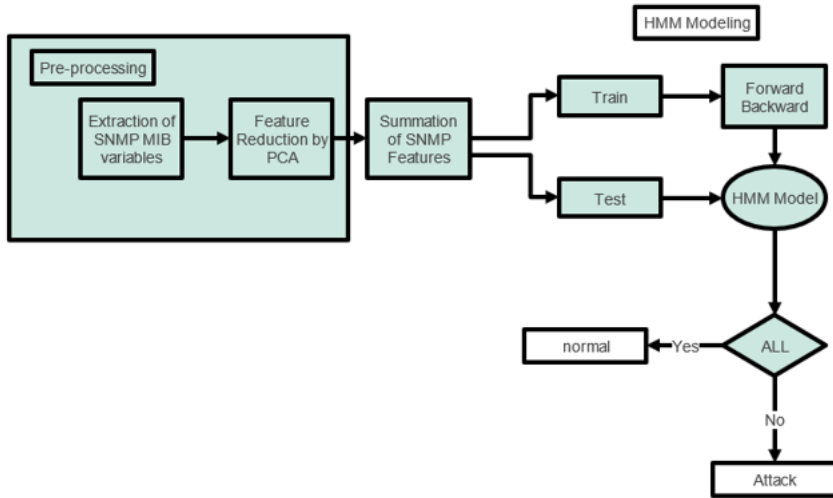 HMM Modeling
Pre-processing
Extraction of
SNMP MIB
variables
Feature
Reduction by
PCA
Summation
of SNMP
Features
Train
Forward
Backward
Test
HMM Model
normal
Yes
ALL
No
Attack